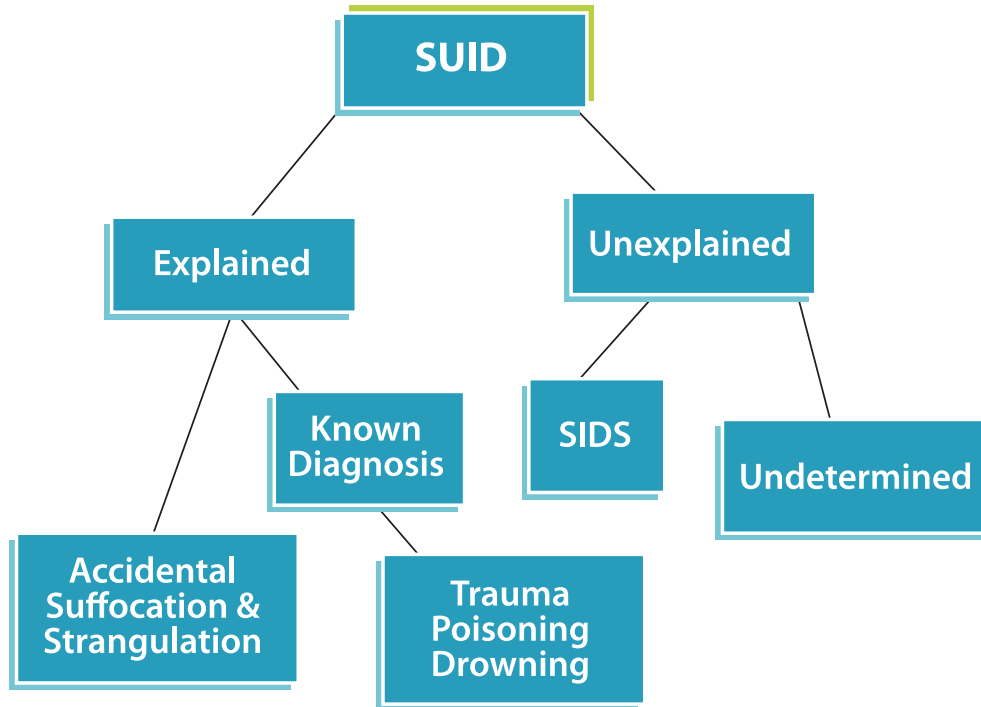 SUID
Explained
Unexplained
Known
Diagnosis
SIDS
Undetermined
Accidental
Suffocation &
Strangulation
Trauma
Poisoning
Drowning